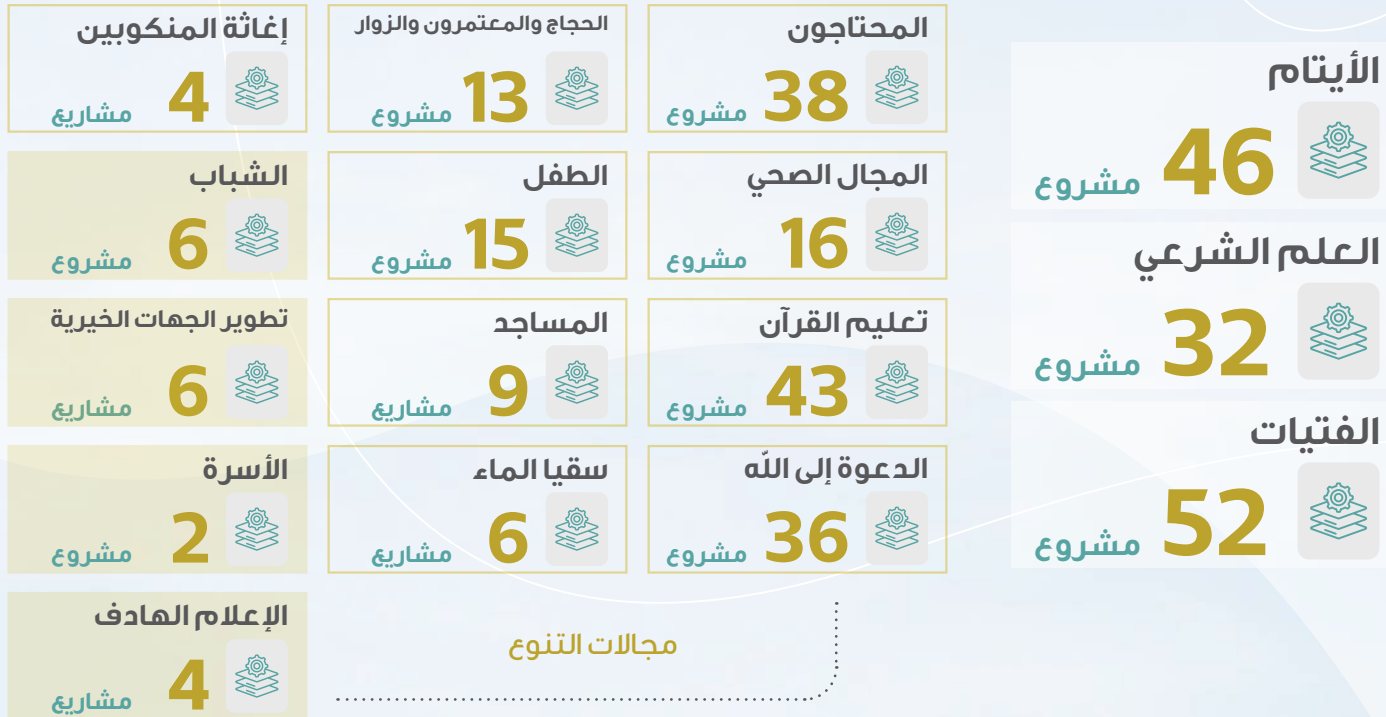 الأيتام
46 مشروع
العلم الشرعي
32 مشروع
الفتيات
52 مشروع
المحتاجون
38 مشروع
المجال الصحي
16 مشروع
تعليم القرآن
43 مشروع
الدعوة إلى الله
36 مشروع
الحجاج والمعتمرون والزوار
13 مشروع
الطفل
15 مشروع
المساجد
9 مشاريع
سقيا الماء
6 مشاريع
إغاثة المنكوبين
4 مشاريع
الشباب
6 مشروع
تطوير الجهات الخيرية
6 مشاريع
الأسرة
2 مشروع
الإعلام الهادف
4 مشاريع
مجالات التنوع